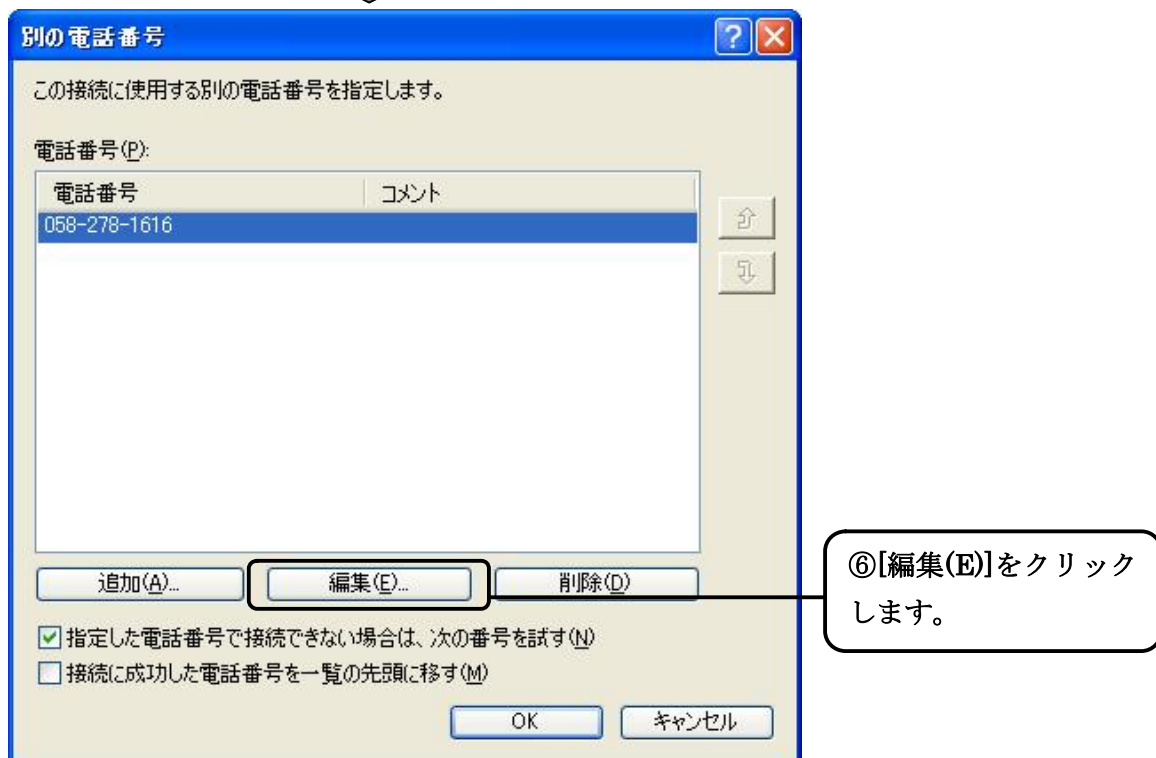 別の電話番号
この接続に使用する別の電話番号を指定します。
電話番号(P):
電話番号 コメント
058-278-1616
追加(A)... 編集(E)... 削除(D)
⑥[編集(E)]をクリック
します。
指定した電話番号で接続できない場合は、次の番号を試す(N)
接続に成功した電話番号を一覧の先頭に移す(M)
OK キャンセル